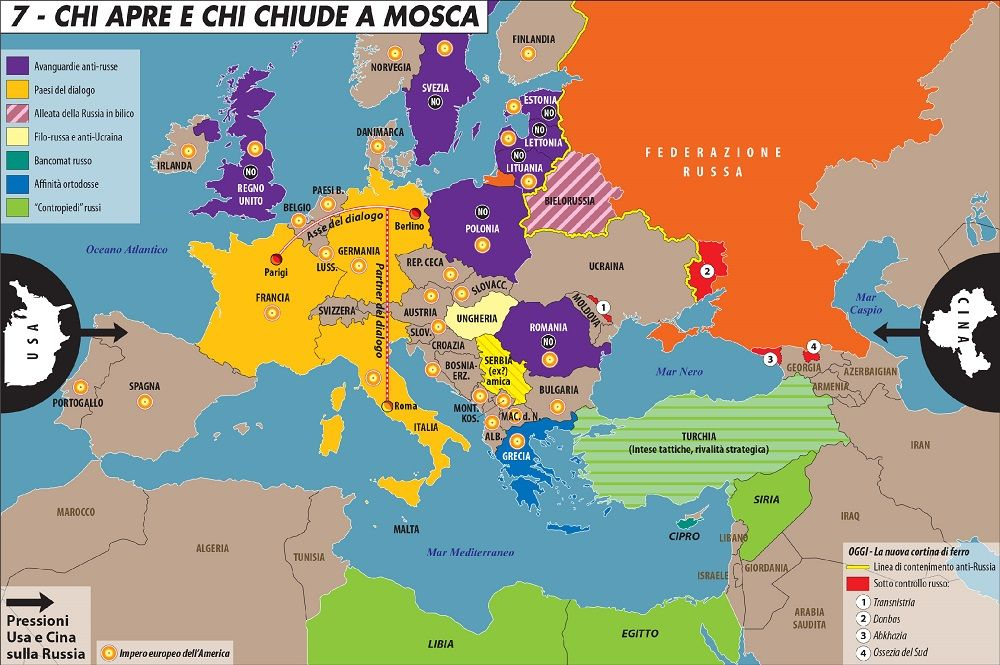 7 - CHI APRE E CHI CHIUDE A MOSCA
Avanguardie anti-russe
Paesi del dialogo
Alleata della Russia in bilico
Filo-russa e anti-Ucraina
Bancomat russo
Affinità ortodosse
"Contropiedi" russi
NORVEGIA
SVEZIA
NO
FINLANDIA
ESTONIA
NO
NO
LETTONIA
NO
LITUANIA
DANIMARCA
IRLANDA
NO
REGNO
UNITO
PAESI B.
BELGIO
Asse del dialogo
Berlino
NO
POLONIA
BIELORUSSIA
FEDERAZIONE
RUSSA
Oceano Atlantico
Parigi
LUSS.
GERMANIA
Partner del dialogo
REP. CECA
SLOVACC.
UCRAINA
2
FRANCIA
SVIZZERA
AUSTRIA
SLOV.
UNGHERIA
MOLDOVA
1
ROMANIA
NO
CROAZIA
BOSNIA-
ERZ.
SERBIA
(ex?)
amica
USA
CINA
Mar
Caspio
Mar Nero
3
4
GEORGIA
ARMENIA
AZERBAIGIAN
PORTOGALLO
SPAGNA
Roma
ITALIA
MONT.
KOS.
MAC. d. N.
ALB.
BULGARIA
GRECIA
TURCHIA
(Intese tattiche, rivalità strategica)
IRAN
MAROCCO
ALGERIA
TUNISIA
MALTA
Mar Mediterraneo
CIPRO
SIRIA
LIBANO
IRAQ
ISRAELE
GIORDANIA
ARABIA
SAUDITA
LIBIA
EGITTO
Pressioni
Usa e Cina
sulla Russia
Impero europeo dell'America
OGGI - La nuova cortina di ferro
Linea di contenimento anti-Russia
Sotto controllo russo:
1 Transnistria
2 Donbas
3 Abkhazia
4 Ossezia del Sud